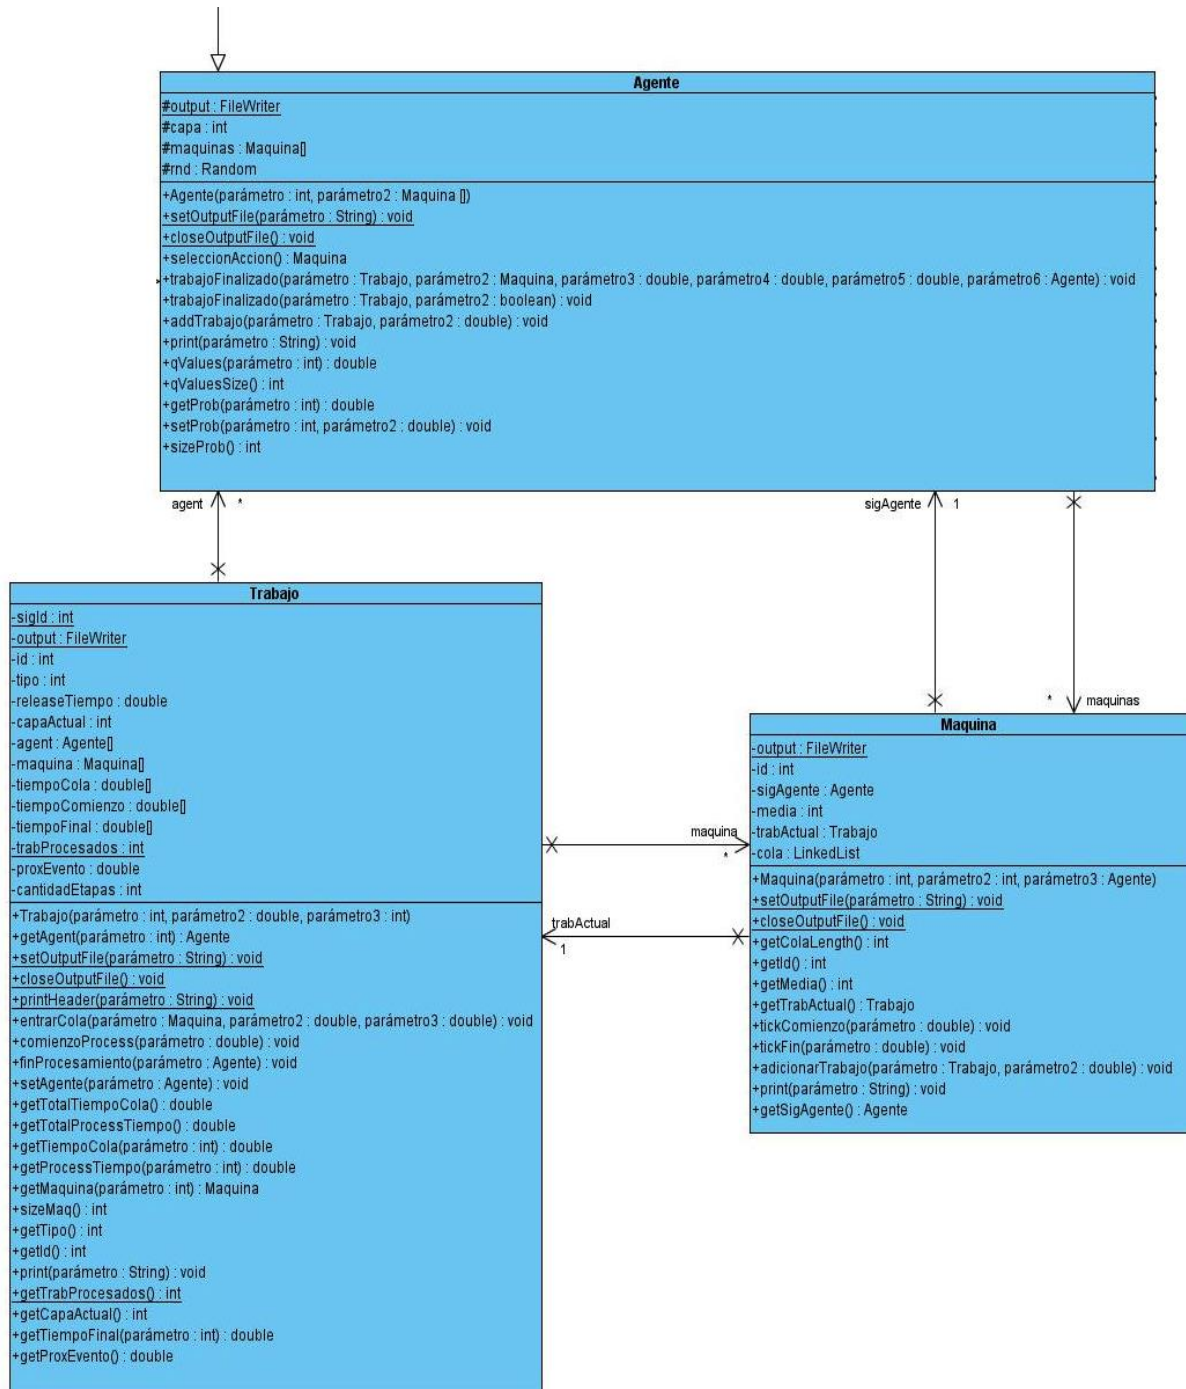 Agente
#output : FileWriter
#capa : int
#maquinas : Maquina[]
#rnd : Random
+Agente(parámetro : int, parámetro2 : Maquina [])
+setOutputFile(parámetro : String) : void
+closeOutputFile() : void
+seleccionAccion() : Maquina
+trabajoFinalizado(parámetro : Trabajo, parámetro2 : Maquina, parámetro3 : double, parámetro4 : double, parámetro5 : double, parámetro6 : Agente) : void
+trabajoFinalizado(parámetro : Trabajo, parámetro2 : boolean) : void
+addTrabajo(parámetro : Trabajo, parámetro2 : double) : void
+print(parámetro : String) : void
+qValues(parámetro : int) : double
+qValuesSize() : int
+getProb(parámetro : int) : double
+setProb(parámetro : int, parámetro2 : double) : void
+sizeProb() : int
agent *
sigAgente 1
* maquinas
Trabajo
-sigId : int
-output : FileWriter
-id : int
-tipo : int
-releaseTiempo : double
-capaActual : int
-agent : Agente[]
-maquina : Maquina[]
-tiempoCola : double[]
-tiempoComienzo : double[]
-tiempoFinal : double[]
-trabProcesados : int
-proxEvento : double
-cantidadEtapas : int
+Trabajo(parámetro : int, parámetro2 : double, parámetro3 : int)
+getAgent(parámetro : int) : Agente
+setOutputFile(parámetro : String) : void
+closeOutputFile() : void
+printHeader(parámetro : String) : void
+entrarCola(parámetro : Maquina, parámetro2 : double, parámetro3 : double) : void
+comienzoProcess(parámetro : double) : void
+finProcesamiento(parámetro : Agente) : void
+setAgente(parámetro : Agente) : void
+getTotalTiempoCola() : double
+getTotalProcessTiempo() : double
+getTiempoCola(parámetro : int) : double
+getProcessTiempo(parámetro : int) : double
+getMaquina(parámetro : int) : Maquina
+sizeMaq() : int
+getTipo() : int
+getId() : int
+print(parámetro : String) : void
+getTrabProcesados() : int
+getCapaActual() : int
+getTiempoFinal(parámetro : int) : double
+getProxEvento() : double
maquina
*
trabActual
1
Maquina
-output : FileWriter
-id : int
-sigAgente : Agente
-media : int
-trabActual : Trabajo
-cola : LinkedList
+Maquina(parámetro : int, parámetro2 : int, parámetro3 : Agente)
+setOutputFile(parámetro : String) : void
+closeOutputFile() : void
+getColaLength() : int
+getId() : int
+getMedia() : int
+getTrabActual() : Trabajo
+tickComienzo(parámetro : double) : void
+tickFin(parámetro : double) : void
+adicionarTrabajo(parámetro : Trabajo, parámetro2 : double) : void
+print(parámetro : String) : void
+getSigAgente() : Agente